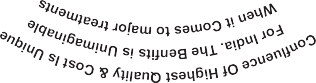 Confluence Of Highest Quality & Cost Is Unique
For India. The Benfits is Unimaginable
When it Comes to major treatments